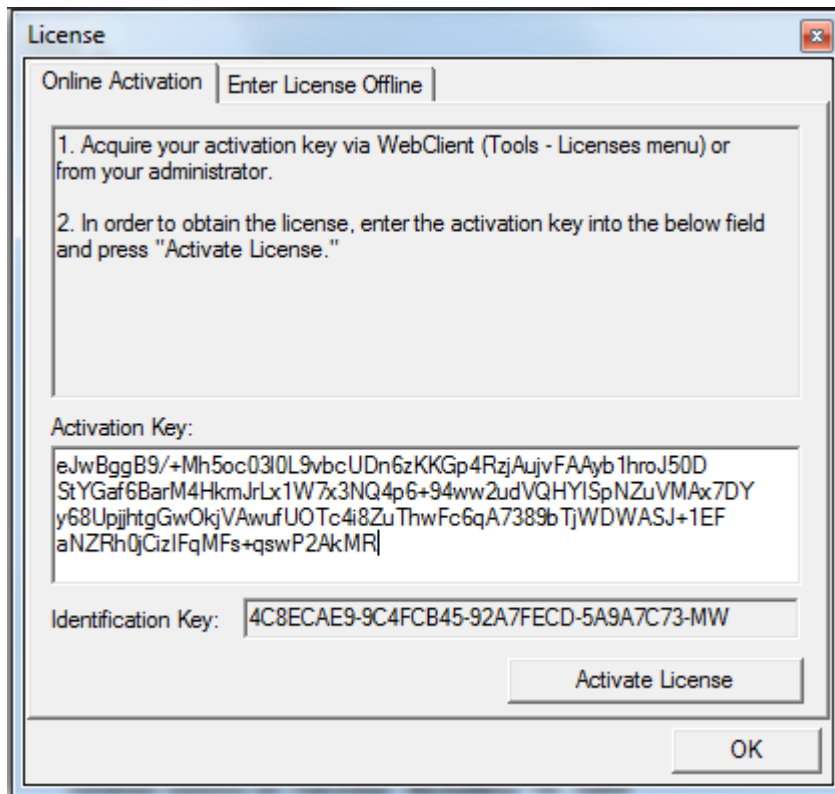 License
Online Activation
Enter License Offline
1. Acquire your activation key via WebClient (Tools - Licenses menu) or
from your administrator.
2. In order to obtain the license, enter the activation key into the below field
and press "Activate License."
Activation Key:
eJwBggB9/+Mh5oc03l0L9vbcUDn6zKKGp4RzjAujvFAAyb1hroJ50D
StYGaf6BarM4HkmJrLx1W7x3NQ4p6+94ww2udVQHYISpNZuVMAx7DY
y68UpjjhtgGwOkjVAwufUOTc4i8ZuThwFc6qA7389bTjWDWASJ+1EF
aNZRh0jCizIFqMFs+qswP2AkMR
Identification Key:
4C8ECAE9-9C4FCB45-92A7FECD-5A9A7C73-MW
Activate License
OK